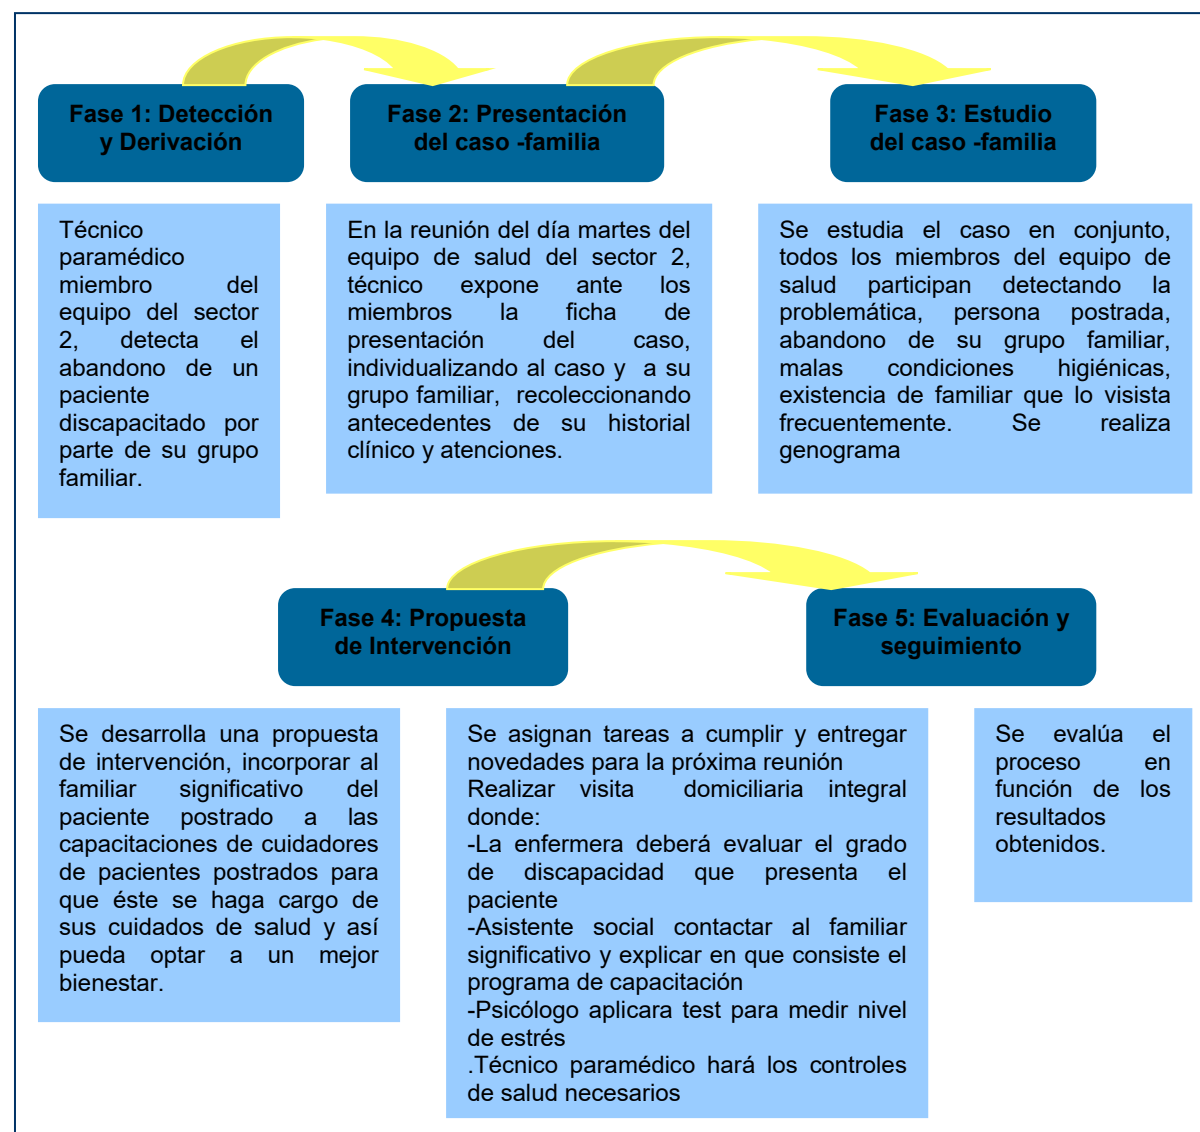 Fase 1: Detección
y Derivación
Fase 2: Presentación
del caso -familia
Fase 3: Estudio
del caso -familia
Técnico
paramédico
miembro del
equipo del sector
2, detecta el
abandono de un
paciente
discapacitado por
parte de su grupo
familiar.
En la reunión del día martes del
equipo de salud del sector 2,
técnico expone ante los
miembros la ficha de
presentación del caso,
individualizando al caso y a su
grupo familiar, recoleccionando
antecedentes de su historial
clínico y atenciones.
Se estudia el caso en conjunto,
todos los miembros del equipo de
salud participan detectando la
problemática, persona postrada,
abandono de su grupo familiar,
malas condiciones higiénicas,
existencia de familiar que lo visista
frecuentemente. Se realiza
genograma
Fase 4: Propuesta
de Intervención
Fase 5: Evaluación y
seguimiento
Se desarrolla una propuesta
de intervención, incorporar al
familiar significativo del
paciente postrado a las
capacitaciones de cuidadores
de pacientes postrados para
que éste se haga cargo de
sus cuidados de salud y así
pueda optar a un mejor
bienestar.
Se asignan tareas a cumplir y entregar
novedades para la próxima reunión
Realizar visita domiciliaria integral
donde:
-La enfermera deberá evaluar el grado
de discapacidad que presenta el
paciente
-Asistente social contactar al familiar
significativo y explicar en que consiste el
programa de capacitación
-Psicólogo aplicara test para medir nivel
de estrés
.Técnico paramédico hará los controles
de salud necesarios
Se evalúa el
proceso en
función de los
resultados
obtenidos.